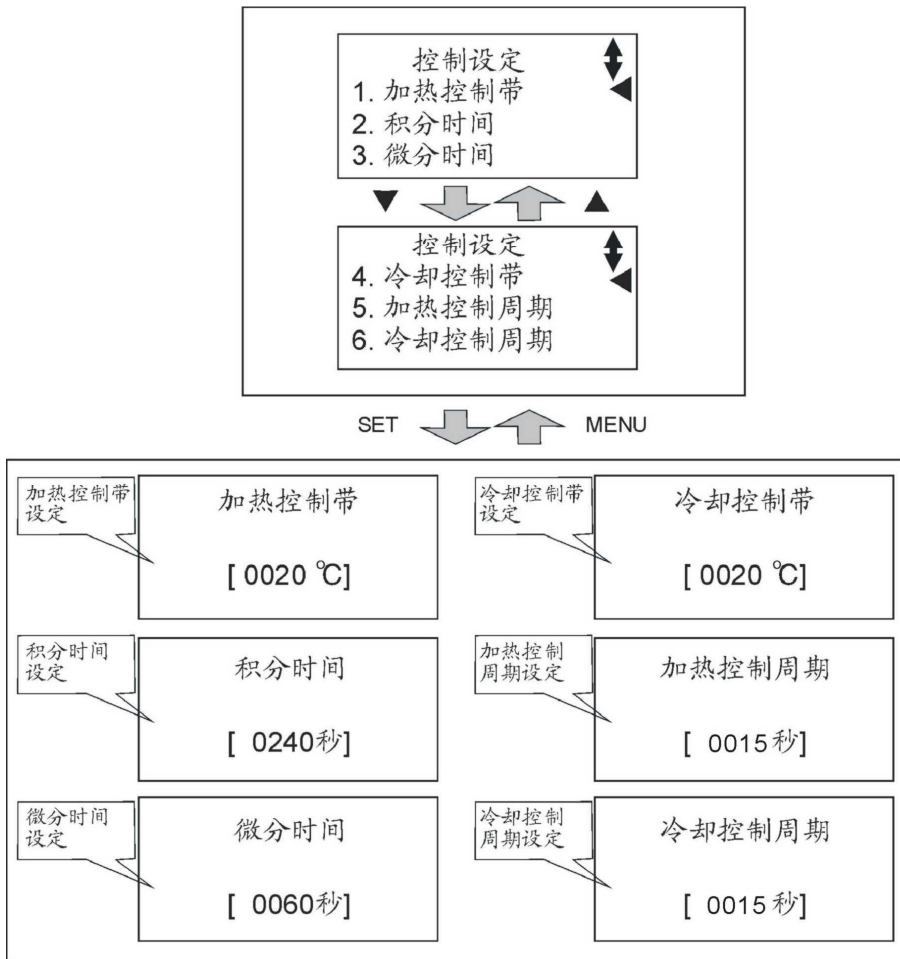 控制设定
1. 加热控制带
2. 积分时间
3. 微分时间
控制设定
4. 冷却控制带
5. 加热控制周期
6. 冷却控制周期
SET MENU
加热控制带
设定
加热控制带
[ 0020 ℃]
冷却控制带
设定
冷却控制带
[ 0020 ℃]
积分时间
设定
积分时间
[ 0240秒]
加热控制
周期设定
加热控制周期
[ 0015秒]
微分时间
设定
微分时间
[ 0060秒]
冷却控制
周期设定
冷却控制周期
[ 0015秒]